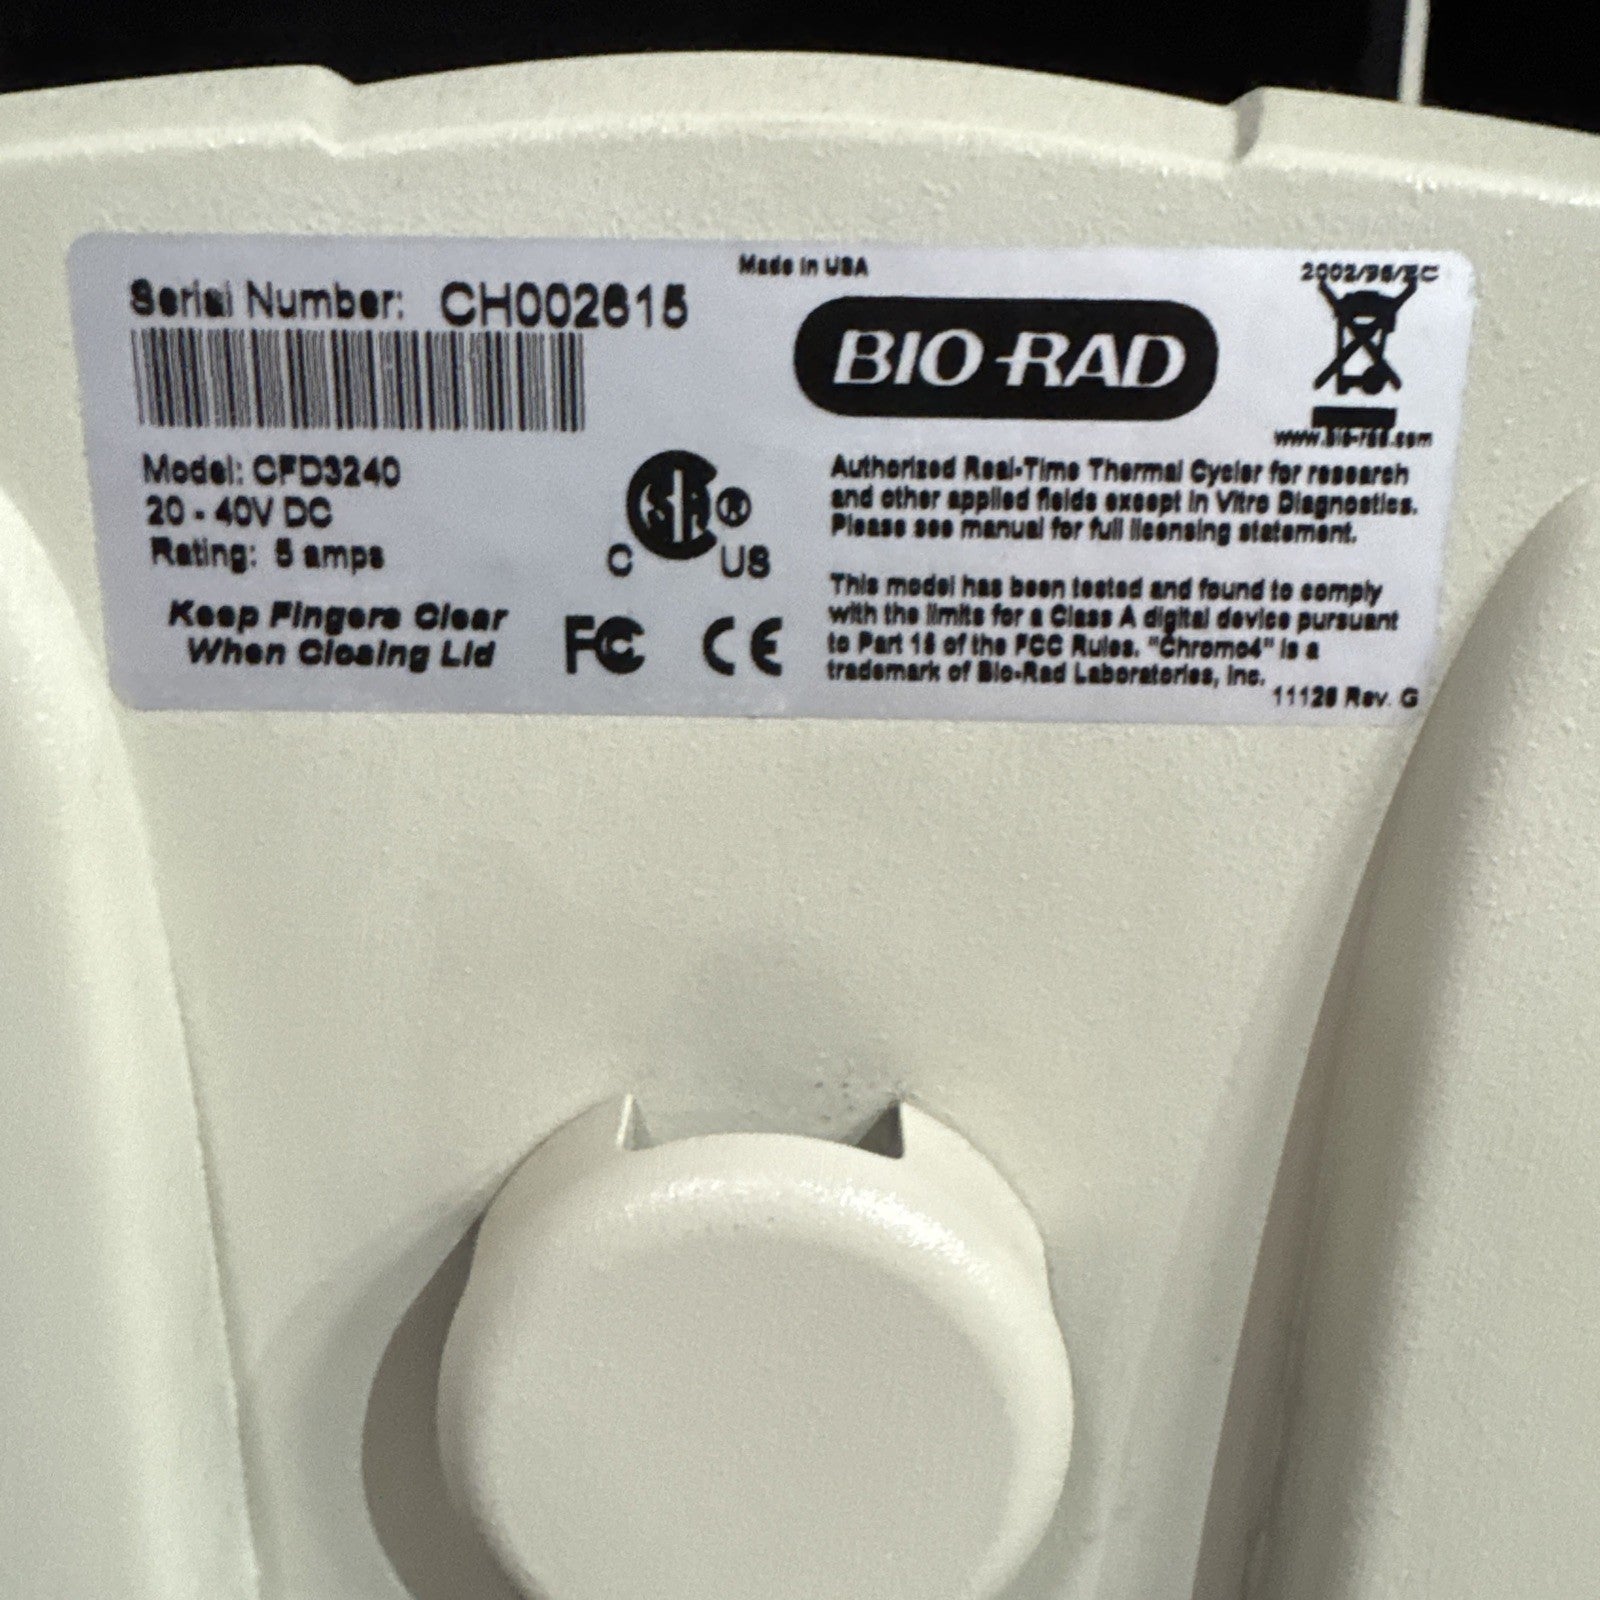 Made in USA
Serial Number: CH002615
BIO-RAD
2002/96/EC
www.bio-rad.com
Model: CFD3240
20 - 40V DC
Rating: 5 amps
Keep Fingers Clear
When Closing Lid
C US
FC CE
Authorized Real-Time Thermal Cycler for research
and other applied fields except in Vitro Diagnostics.
Please see manual for full licensing statement.
This model has been tested and found to comply
with the limits for a Class A digital device pursuant
to Part 15 of the FCC Rules. "Chromo4" is a
trademark of Bio-Rad Laboratories, Inc.
Rev. G